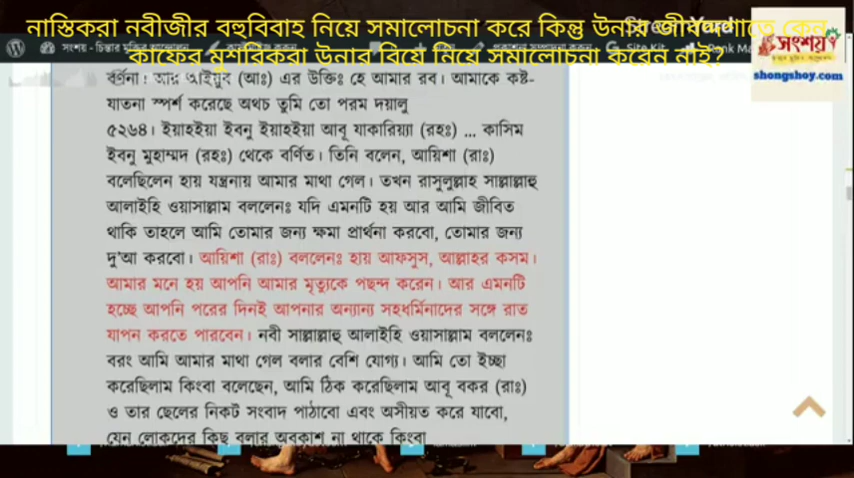 নাস্তিকরা নবীজীর বহুবিবাহ নিয়ে সমালোচনা করে কিন্তু উনার জীবদ্দশাতে কেন
কাফের মুশরিকরা উনার বিয়ে নিয়ে সমালোচনা করেন নাই?
সংশয় - চিন্তার মুক্তির আন্দোলন
Site Kit
সংশয়
shongshoy.com
বর্ণনা। আর আইয়ুব (আঃ) এর উক্তিঃ হে আমার রব। আমাকে কষ্ট-
যাতনা স্পর্শ করেছে অথচ তুমি তো পরম দয়ালু
৫২৬৪। ইয়াহইয়া ইবনু ইয়াহইয়া আবূ যাকারিয়্যা (রহঃ) ... কাসিম
ইবনু মুহাম্মদ (রহঃ) থেকে বর্ণিত। তিনি বলেন, আয়িশা (রাঃ)
বলেছিলেন হায় যন্ত্রনায় আমার মাথা গেল। তখন রাসুলুল্লাহ সাল্লাল্লাহু
আলাইহি ওয়াসাল্লাম বললেনঃ যদি এমনটি হয় আর আমি জীবিত
থাকি তাহলে আমি তোমার জন্য ক্ষমা প্রার্থনা করবো, তোমার জন্য
দু'আ করবো। আয়িশা (রাঃ) বললেনঃ হায় আফসুস, আল্লাহর কসম।
আমার মনে হয় আপনি আমার মৃত্যুকে পছন্দ করেন। আর এমনটি
হচ্ছে আপনি পরের দিনই আপনার অন্যান্য সহধর্মিনাদের সঙ্গে রাত
যাপন করতে পারবেন। নবী সাল্লাল্লাহু আলাইহি ওয়াসাল্লাম বললেনঃ
বরং আমি আমার মাথা গেল বলার বেশি যোগ্য। আমি তো ইচ্ছা
করেছিলাম কিংবা বলেছেন, আমি ঠিক করেছিলাম আবূ বকর (রাঃ)
ও তার ছেলের নিকট সংবাদ পাঠাবো এবং অসীয়ত করে যাবো,
যেন লোকদের কিছু বলার অবকাশ না থাকে কিংবা